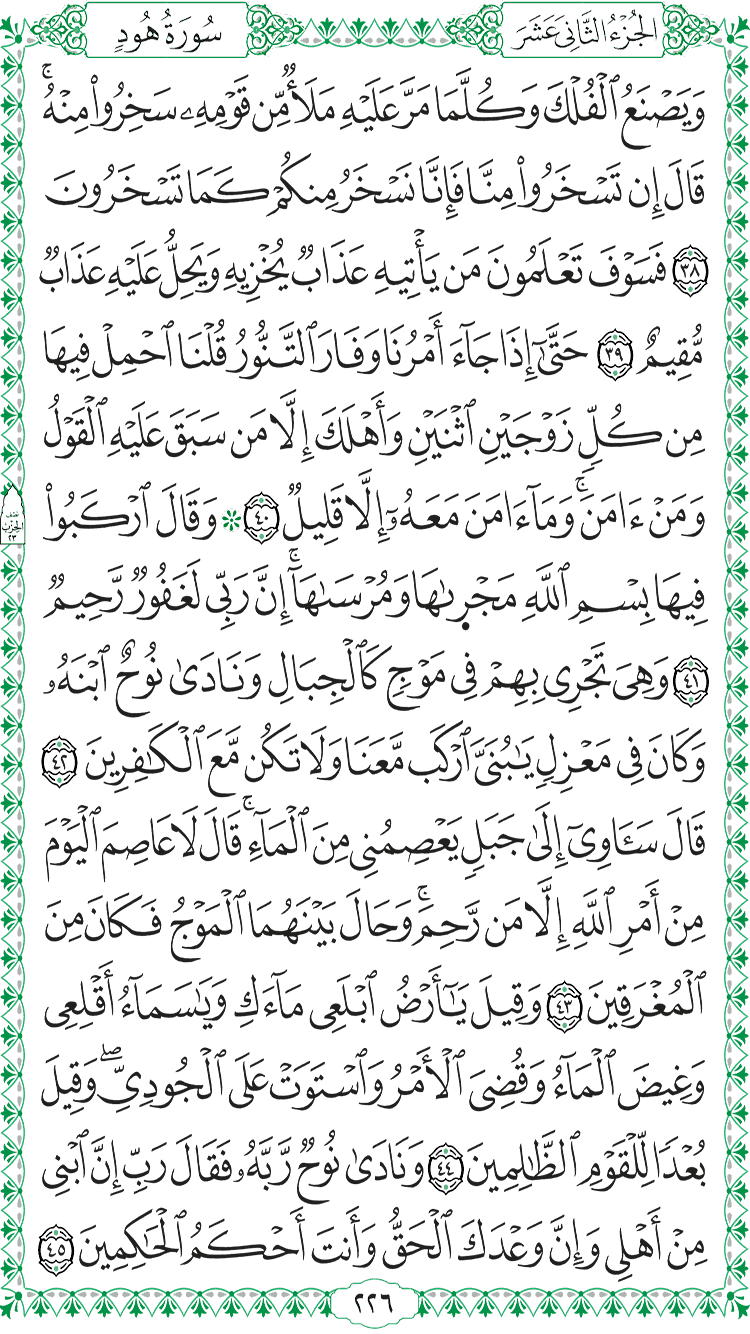 الجُزْءُ الثَّانِي عَشَرَ
سُورَةُ هُودٍ
وَيَصْنَعُ ٱلْفُلْكَ وَكُلَّمَا مَرَّ عَلَيْهِ مَلَأٌ مِّن قَوْمِهِۦ سَخِرُوا۟ مِنْهُ ۚ
قَالَ إِن تَسْخَرُوا۟ مِنَّا فَإِنَّا نَسْخَرُ مِنكُمْ كَمَا تَسْخَرُونَ
٣٨ فَسَوْفَ تَعْلَمُونَ مَن يَأْتِيهِ عَذَابٌ يُخْزِيهِ وَيَحِلُّ عَلَيْهِ عَذَابٌ
مُّقِيمٌ ٣٩ حَتَّىٰٓ إِذَا جَآءَ أَمْرُنَا وَفَارَ ٱلتَّنُّورُ قُلْنَا ٱحْمِلْ فِيهَا
مِن كُلٍّ زَوْجَيْنِ ٱثْنَيْنِ وَأَهْلَكَ إِلَّا مَن سَبَقَ عَلَيْهِ ٱلْقَوْلُ
وَمَنْ ءَامَنَ ۚ وَمَآ ءَامَنَ مَعَهُۥٓ إِلَّا قَلِيلٌ ٤٠ ۞ وَقَالَ ٱرْكَبُوا۟
نصف
الحزب
٢٣
فِيهَا بِسْمِ ٱللَّهِ مَجْر۪ىٰهَا وَمُرْسَىٰهَآ ۚ إِنَّ رَبِّى لَغَفُورٌ رَّحِيمٌ
٤١ وَهِىَ تَجْرِى بِهِمْ فِى مَوْجٍ كَٱلْجِبَالِ وَنَادَىٰ نُوحٌ ٱبْنَهُۥ
وَكَانَ فِى مَعْزِلٍ يَٰبُنَىَّ ٱرْكَب مَّعَنَا وَلَا تَكُن مَّعَ ٱلْكَٰفِرِينَ ٤٢
قَالَ سَـَٔاوِىٓ إِلَىٰ جَبَلٍ يَعْصِمُنِى مِنَ ٱلْمَآءِ ۚ قَالَ لَا عَاصِمَ ٱلْيَوْمَ
مِنْ أَمْرِ ٱللَّهِ إِلَّا مَن رَّحِمَ ۚ وَحَالَ بَيْنَهُمَا ٱلْمَوْجُ فَكَانَ مِنَ
ٱلْمُغْرَقِينَ ٤٣ وَقِيلَ يَٰٓأَرْضُ ٱبْلَعِى مَآءَكِ وَيَٰسَمَآءُ أَقْلِعِى
وَغِيضَ ٱلْمَآءُ وَقُضِىَ ٱلْأَمْرُ وَٱسْتَوَتْ عَلَى ٱلْجُودِىِّ ۖ وَقِيلَ
بُعْدًا لِّلْقَوْمِ ٱلظَّٰلِمِينَ ٤٤ وَنَادَىٰ نُوحٌ رَّبَّهُۥ فَقَالَ رَبِّ إِنَّ ٱبْنِى
مِنْ أَهْلِى وَإِنَّ وَعْدَكَ ٱلْحَقُّ وَأَنتَ أَحْكَمُ ٱلْحَٰكِمِينَ ٤٥
٢٢٦